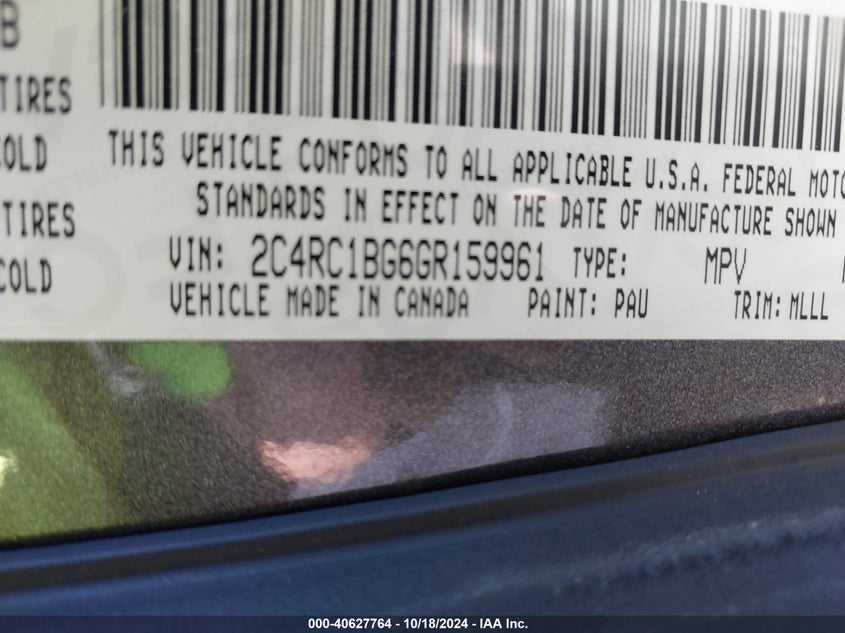 B
TIRES
COLD
TIRES
COLD
THIS VEHICLE CONFORMS TO ALL APPLICABLE U.S.A. FEDERAL MOTO
STANDARDS IN EFFECT ON THE DATE OF MANUFACTURE SHOWN
VIN: 2C4RC1BG6GR159961 TYPE: MPV
VEHICLE MADE IN CANADA PAINT: PAU TRIM: MLLL
000-40627764 - 10/18/2024 - IAA Inc.